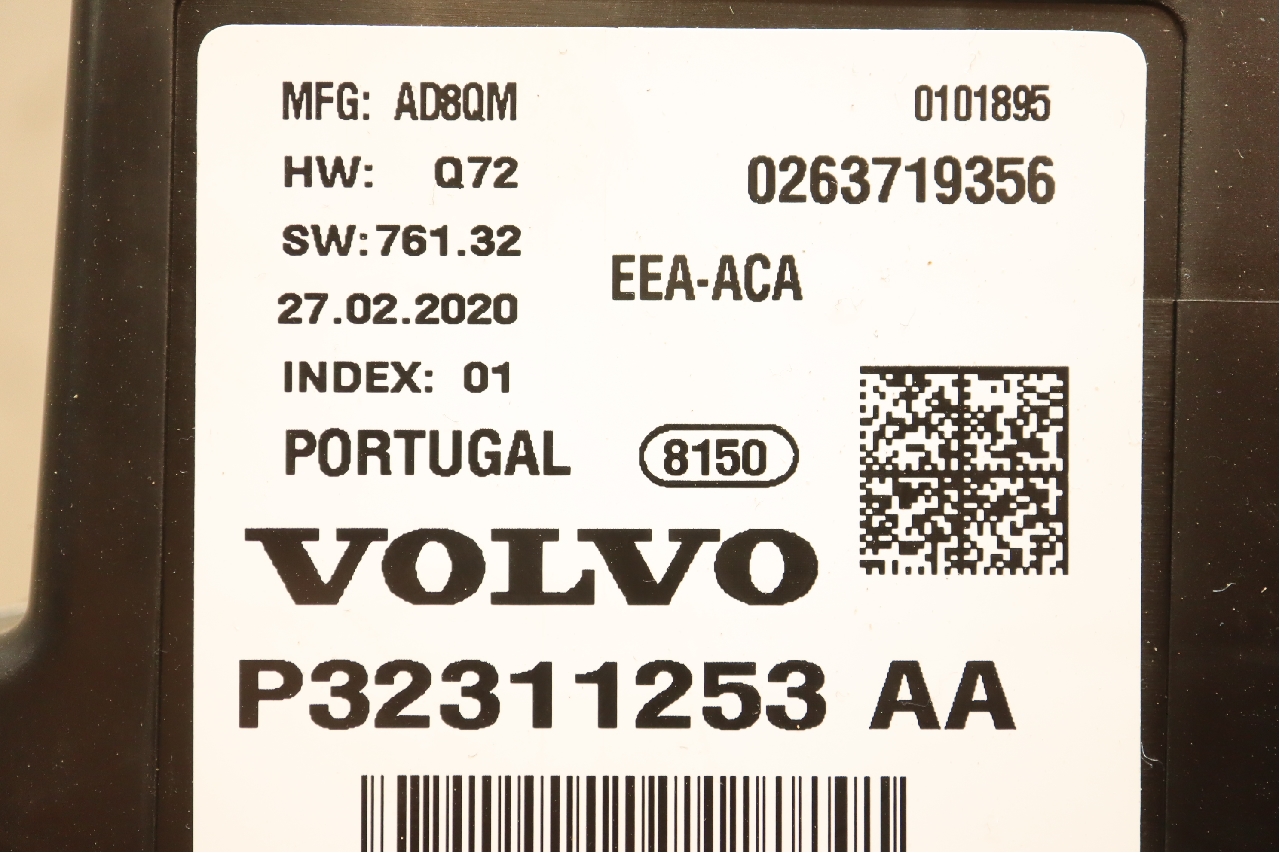 MFG: AD8QM 0101895
HW: Q72 0263719356
SW:761.32
EEA-ACA
27.02.2020
INDEX: 01
PORTUGAL 8150
VOLVO
P32311253 AA